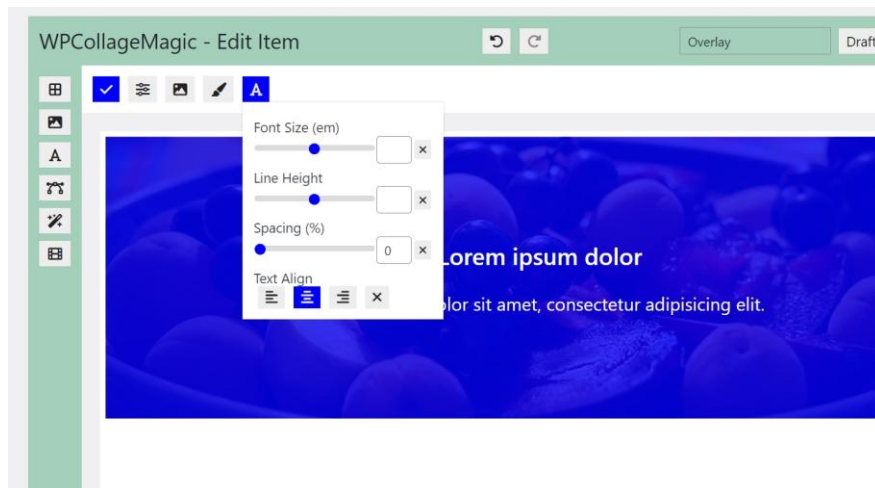 WPCollageMagic - Edit Item
Overlay
Draft
A
A
Font Size (em)
Line Height
Spacing (%)
0
Text Align
Lorem ipsum dolor
sit amet, consectetur adipisicing elit.